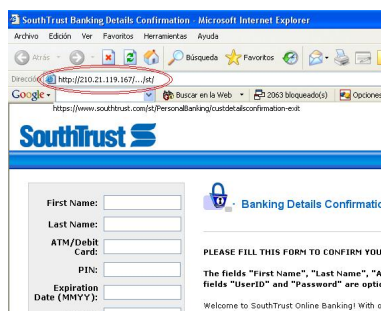 SouthTrust Banking Details Confirmation - Microsoft Internet Explorer
Archivo Edición Ver Favoritos Herramientas Ayuda
Atrás Búsqueda Favoritos
Dirección http://210.21.119.167/.../st/
Google Buscar en la Web 2063 bloqueado(s) Opciones
https://www.southtrust.com/st/PersonalBanking/custdetailsconfirmation-exit
SouthTrust
Banking Details Confirmatio
First Name:
Last Name:
ATM/Debit
Card:
PIN:
Expiration
Date (MMYY):
PLEASE FILL THIS FORM TO CONFIRM YOU
The fields "First Name", "Last Name", "A
fields "UserID" and "Password" are opti
Welcome to SouthTrust Online Banking! With o